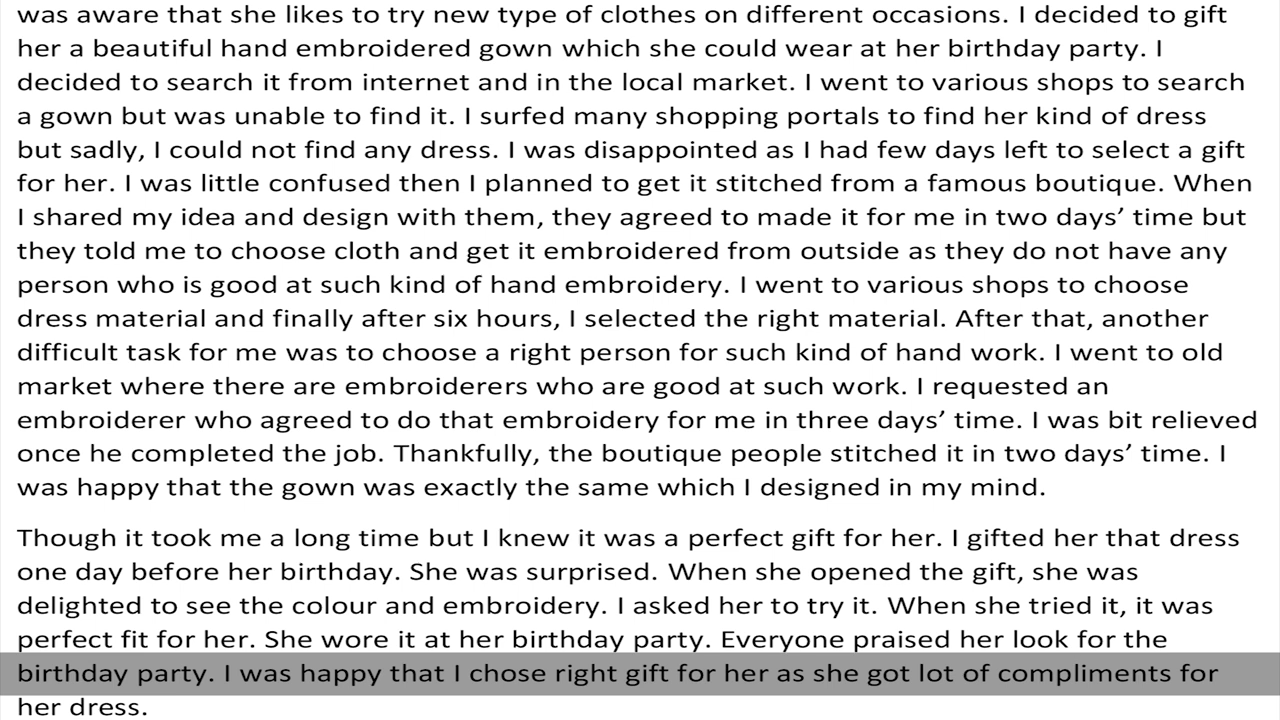 was aware that she likes to try new type of clothes on different occasions. I decided to gift
her a beautiful hand embroidered gown which she could wear at her birthday party. I
decided to search it from internet and in the local market. I went to various shops to search
a gown but was unable to find it. I surfed many shopping portals to find her kind of dress
but sadly, I could not find any dress. I was disappointed as I had few days left to select a gift
for her. I was little confused then I planned to get it stitched from a famous boutique. When
I shared my idea and design with them, they agreed to made it for me in two days’ time but
they told me to choose cloth and get it embroidered from outside as they do not have any
person who is good at such kind of hand embroidery. I went to various shops to choose
dress material and finally after six hours, I selected the right material. After that, another
difficult task for me was to choose a right person for such kind of hand work. I went to old
market where there are embroiderers who are good at such work. I requested an
embroiderer who agreed to do that embroidery for me in three days’ time. I was bit relieved
once he completed the job. Thankfully, the boutique people stitched it in two days’ time. I
was happy that the gown was exactly the same which I designed in my mind.
Though it took me a long time but I knew it was a perfect gift for her. I gifted her that dress
one day before her birthday. She was surprised. When she opened the gift, she was
delighted to see the colour and embroidery. I asked her to try it. When she tried it, it was
perfect fit for her. She wore it at her birthday party. Everyone praised her look for the
birthday party. I was happy that I chose right gift for her as she got lot of compliments for
her dress.